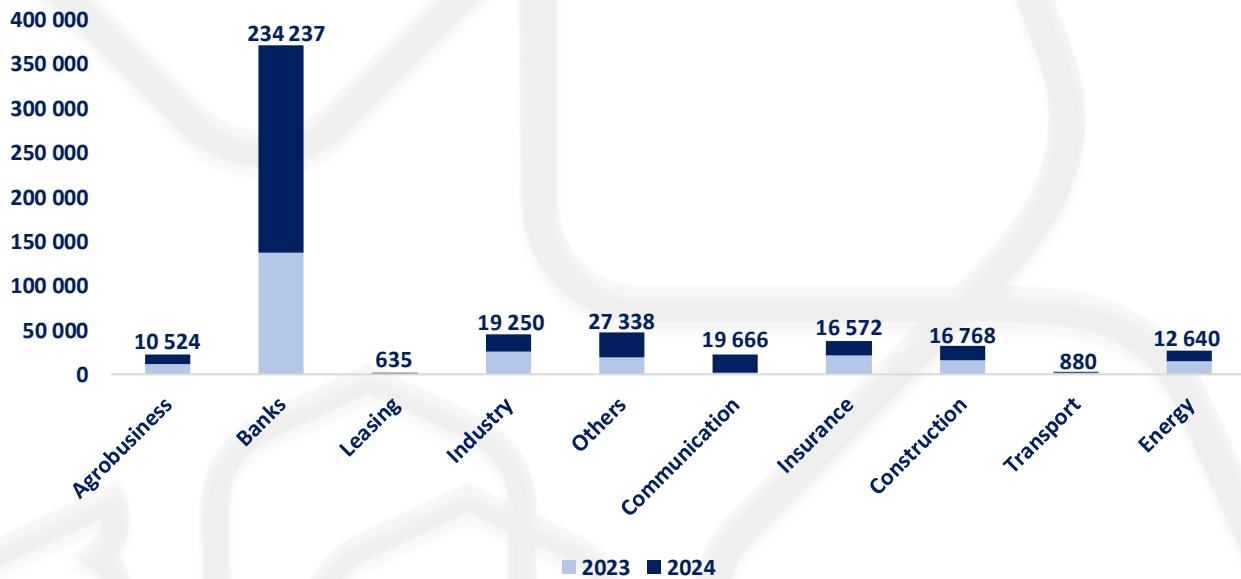 400 000
350 000
300 000
250 000
200 000
150 000
100 000
50 000
0
234 237
10 524
635
19 250
27 338
19 666
16 572
16 768
880
12 640
Agrobusiness
Banks
Leasing
Industry
Others
Communication
Insurance
Construction
Transport
Energy
2023 2024